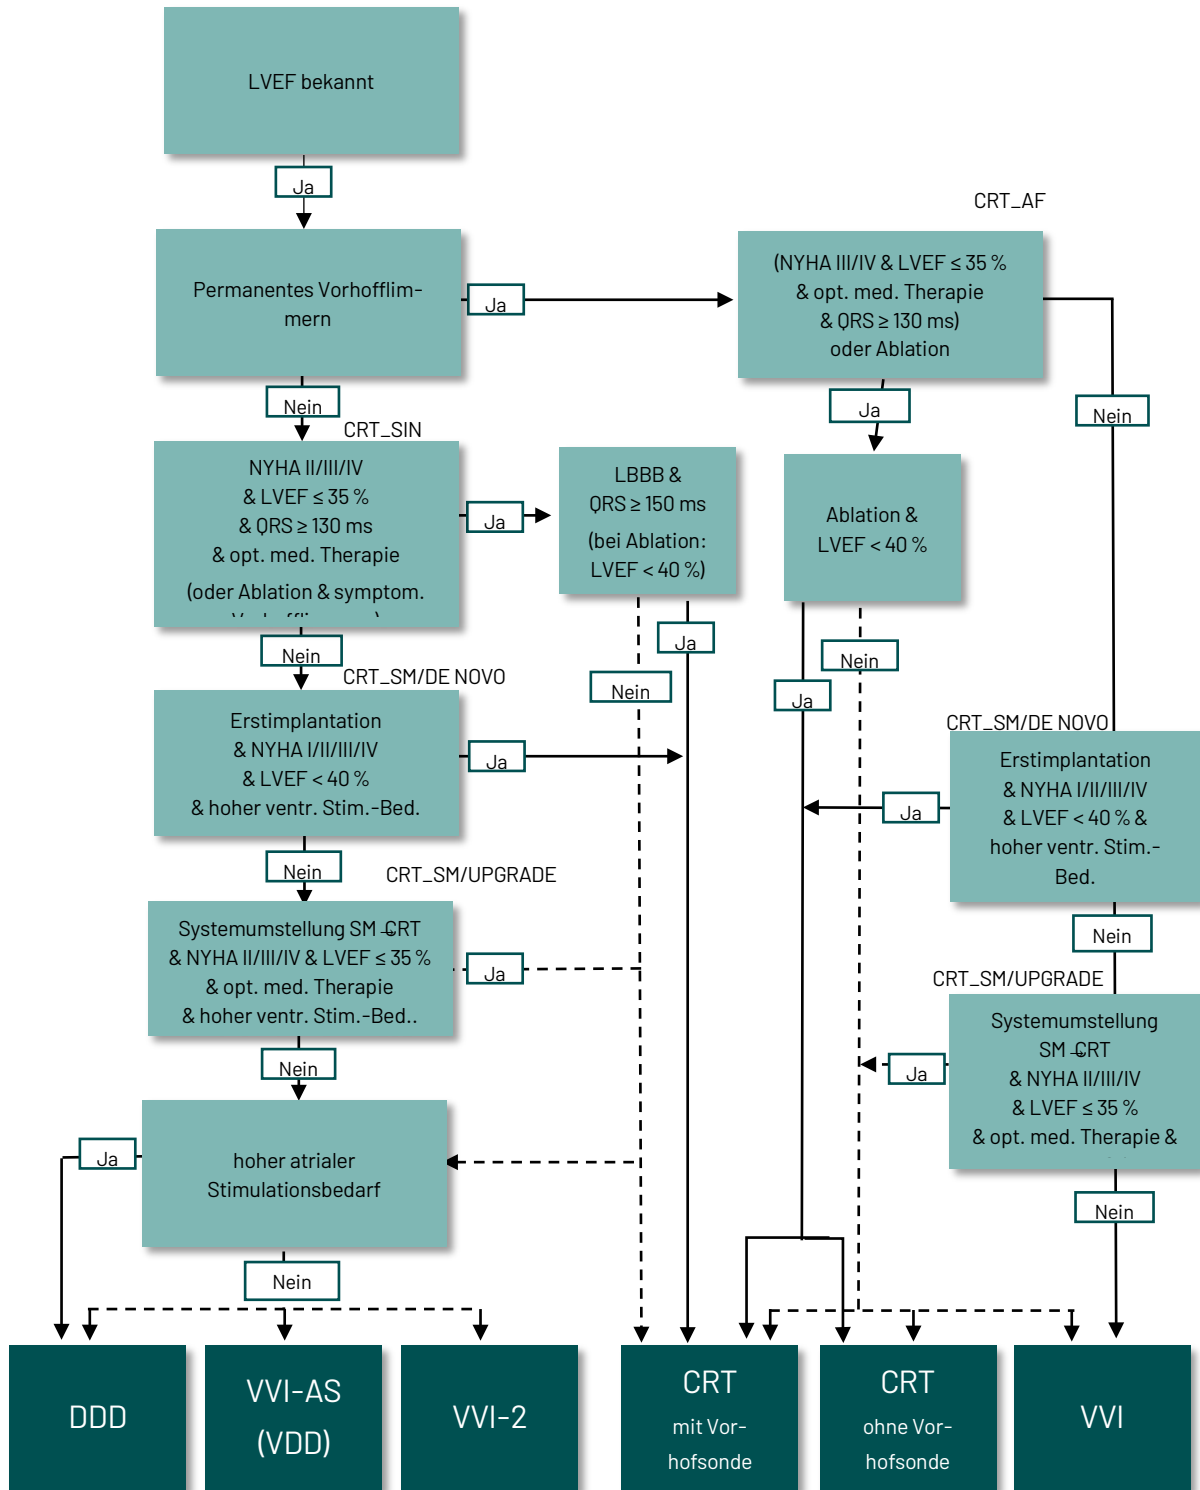 LVEF bekannt
Ja
CRT_AF
Permanentes Vorhofflim-
mern
Ja
(NYHA III/IV & LVEF ≤ 35 %
& opt. med. Therapie
& QRS ≥ 130 ms)
oder Ablation
Nein
Ja
Nein
CRT_SIN
NYHA II/III/IV
& LVEF ≤ 35 %
& QRS ≥ 130 ms
& opt. med. Therapie
(oder Ablation & symptom.
Ja
LBBB &
QRS ≥ 150 ms
(bei Ablation:
LVEF < 40 %)
Ablation &
LVEF < 40 %
Nein
Ja
Nein
Nein
Ja
CRT_SM/DE NOVO
Erstimplantation
& NYHA I/II/III/IV
& LVEF < 40 %
& hoher ventr. Stim.-Bed.
Ja
CRT_SM/DE NOVO
Erstimplantation
& NYHA I/II/III/IV
& LVEF < 40 % &
hoher ventr. Stim.-
Bed.
Ja
Nein
Nein
CRT_SM/UPGRADE
Systemumstellung SM → CRT
& NYHA II/III/IV & LVEF ≤ 35 %
& opt. med. Therapie
& hoher ventr. Stim.-Bed..
Ja
CRT_SM/UPGRADE
Systemumstellung
SM → CRT
& NYHA II/III/IV
& LVEF ≤ 35 %
& opt. med. Therapie &
Ja
Nein
Nein
hoher atrialer
Stimulationsbedarf
Ja
Nein
DDD
VVI-AS
(VDD)
VVI-2
CRT
mit Vor-
hofsonde
CRT
ohne Vor-
hofsonde
VVI